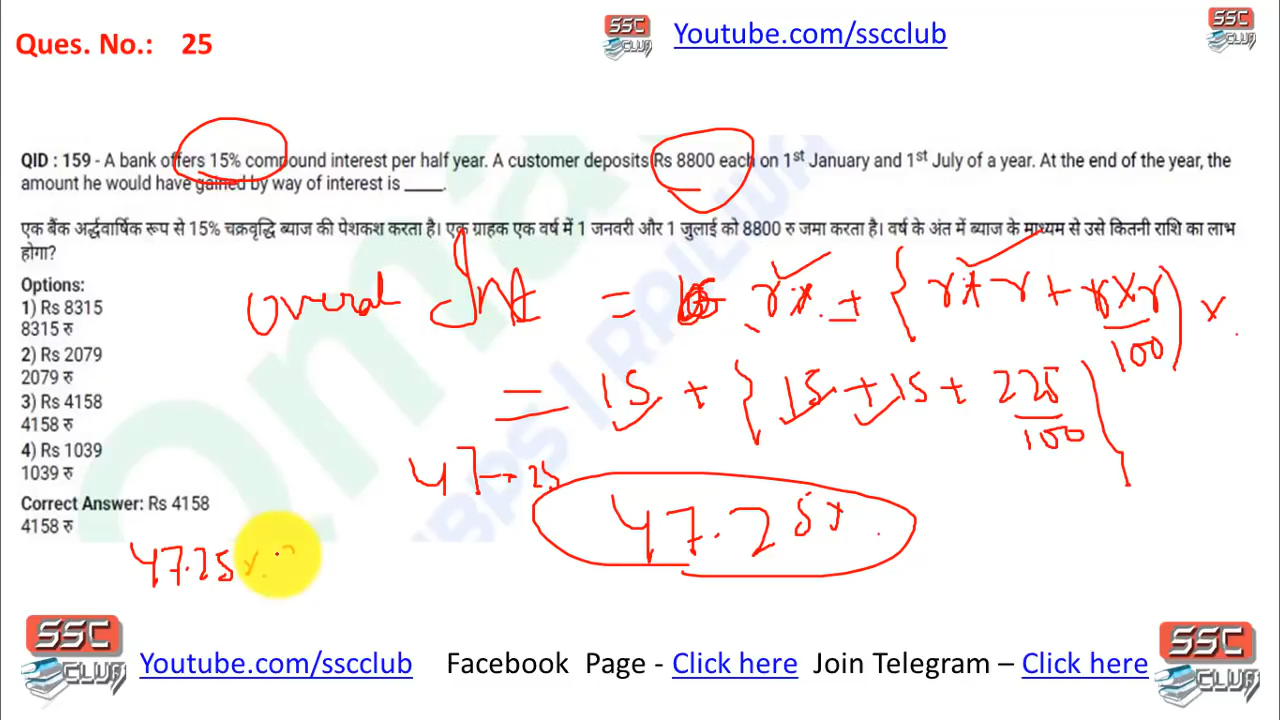 Ques. No.: 25
SSC CLUB
Youtube.com/sscclub
SSC CLUB
QID : 159 - A bank offers 15% compound interest per half year. A customer deposits Rs 8800 each on 1st January and 1st July of a year. At the end of the year, the
amount he would have gained by way of interest is ____.
एक बैंक अर्द्धवार्षिक रूप से 15% चक्रवृद्धि ब्याज की पेशकश करता है। एक ग्राहक एक वर्ष में 1 जनवरी और 1 जुलाई को 8800 रु जमा करता है। वर्ष के अंत में ब्याज के माध्यम से उसे कितनी राशि का लाभ
होगा?
Options:
1) Rs 8315
8315 रु
2) Rs 2079
2079 रु
3) Rs 4158
4158 रु
4) Rs 1039
1039 रु
Correct Answer: Rs 4158
4158 रु
Overal Int = r% + { r + r + r×r/100 } %
= 15 + { 15 + 15 + 225/100 }
47.25
47.25%
47.25%
SSC CLUB
Youtube.com/sscclub Facebook Page - Click here Join Telegram – Click here
SSC CLUB